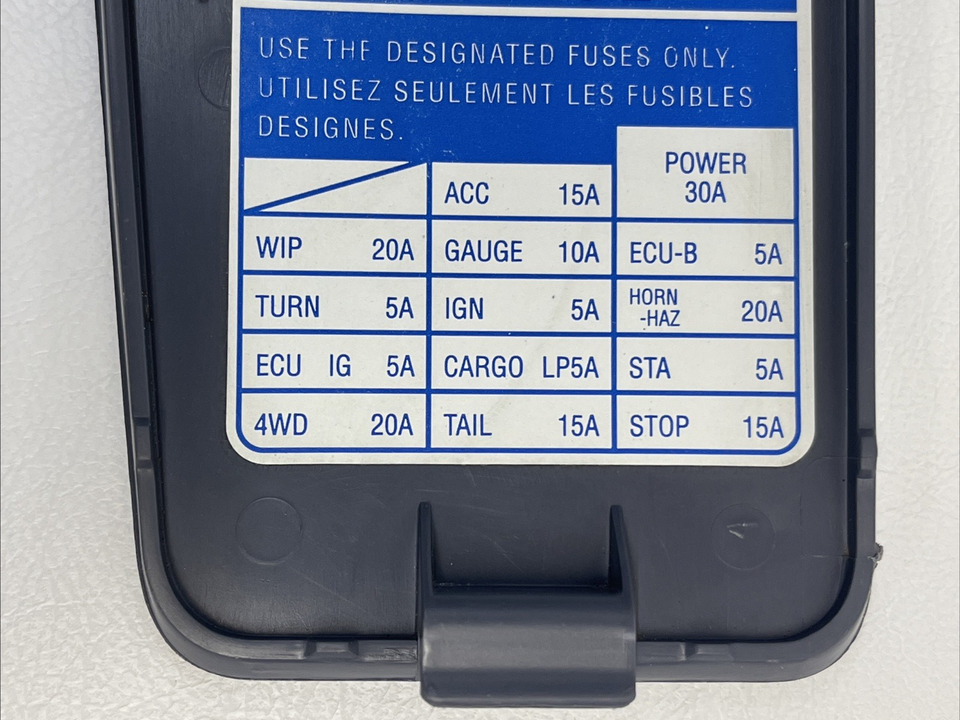 USE THE DESIGNATED FUSES ONLY.
UTILISEZ SEULEMENT LES FUSIBLES
DESIGNES.
ACC 15A
POWER
30A
WIP 20A
GAUGE 10A
ECU-B 5A
TURN 5A
IGN 5A
HORN
-HAZ 20A
ECU IG 5A
CARGO LP5A
STA 5A
4WD 20A
TAIL 15A
STOP 15A